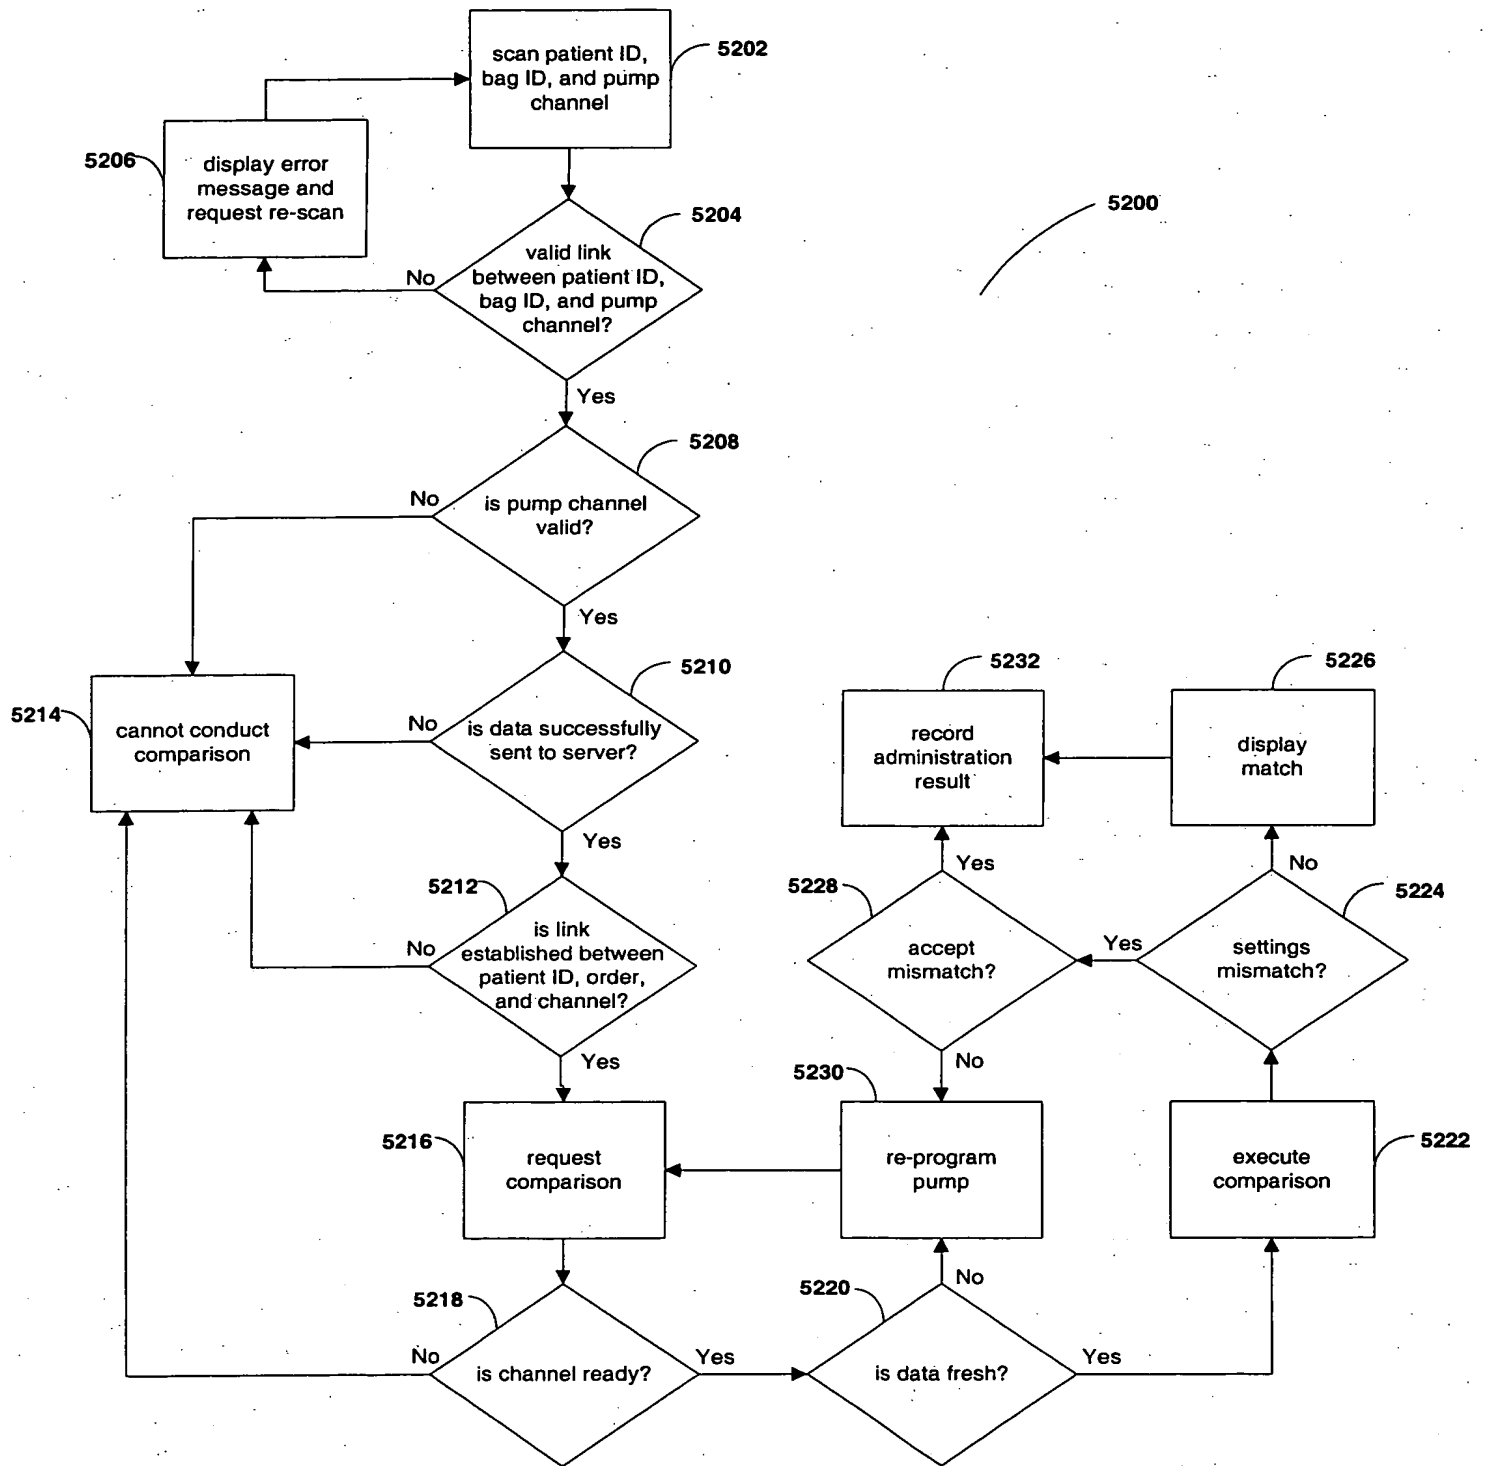 scan patient ID,
bag ID, and pump
channel
5202
display error
message and
request re-scan
5206
5200
valid link
between patient ID,
bag ID, and pump
channel?
5204
No
Yes
is pump channel
valid?
5208
No
Yes
is data successfully
sent to server?
5210
No
Yes
cannot conduct
comparison
5214
is link
established between
patient ID, order,
and channel?
5212
No
Yes
record
administration
result
5232
display
match
5226
accept
mismatch?
5228
Yes
No
settings
mismatch?
5224
No
Yes
request
comparison
5216
re-program
pump
5230
execute
comparison
5222
is channel ready?
5218
No
Yes
is data fresh?
5220
No
Yes